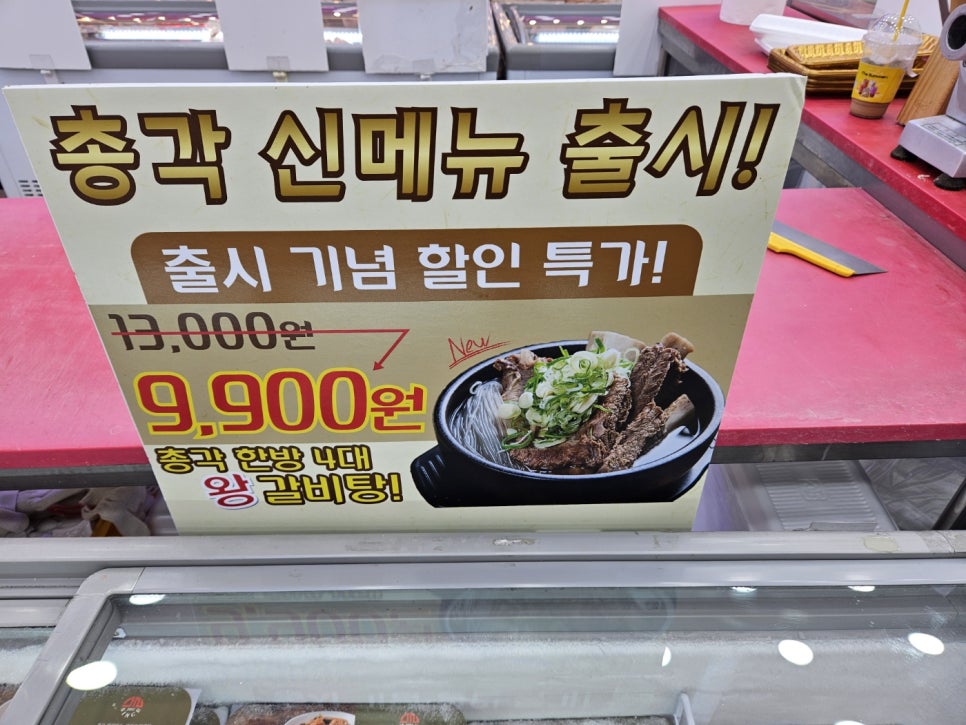 총각 신메뉴 출시!
출시 기념 할인 특가!
13,000원
New
9,900원
총각 한방 4대
왕갈비탕!